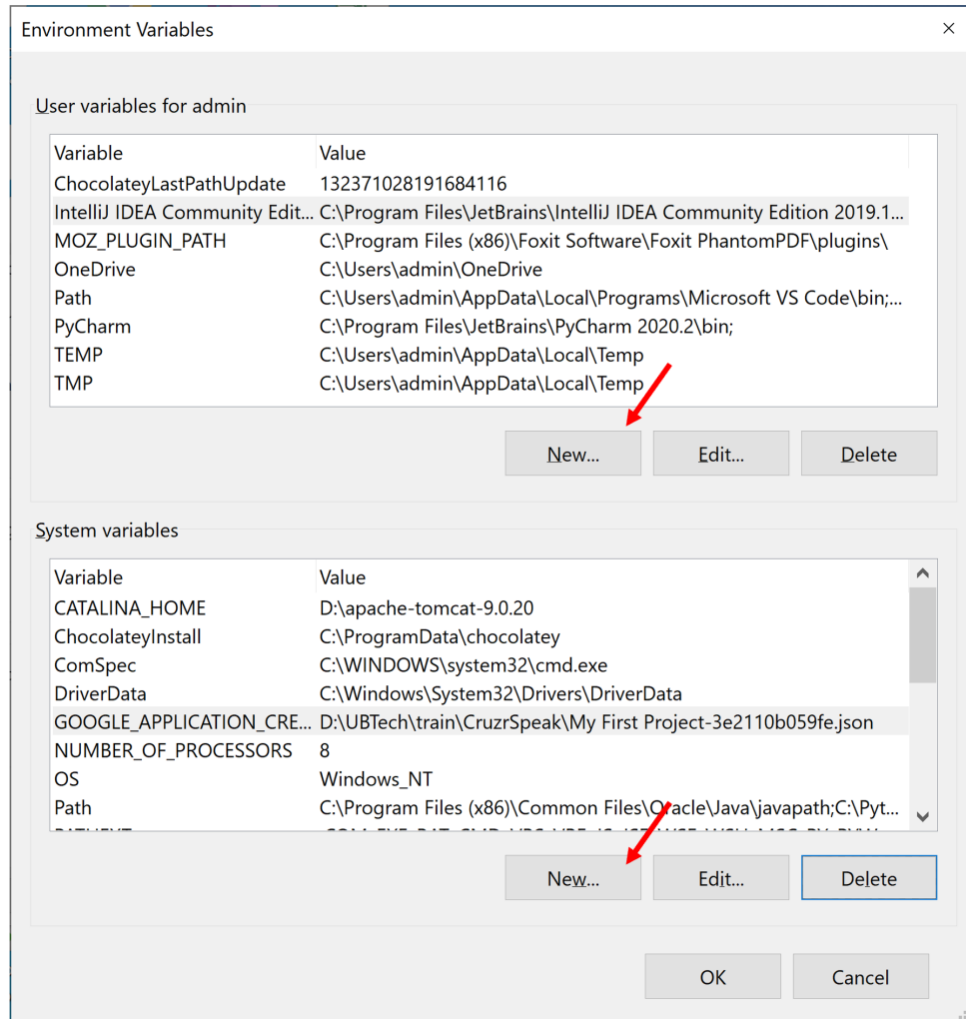 Environment Variables
User variables for admin
Variable Value
ChocolateyLastPathUpdate 132371028191684116
IntelliJ IDEA Community Edit... C:\Program Files\JetBrains\IntelliJ IDEA Community Edition 2019.1...
MOZ_PLUGIN_PATH C:\Program Files (x86)\Foxit Software\Foxit PhantomPDF\plugins\
OneDrive C:\Users\admin\OneDrive
Path C:\Users\admin\AppData\Local\Programs\Microsoft VS Code\bin;...
PyCharm C:\Program Files\JetBrains\PyCharm 2020.2\bin;
TEMP C:\Users\admin\AppData\Local\Temp
TMP C:\Users\admin\AppData\Local\Temp
New... Edit... Delete
System variables
Variable Value
CATALINA_HOME D:\apache-tomcat-9.0.20
ChocolateyInstall C:\ProgramData\chocolatey
ComSpec C:\WINDOWS\system32\cmd.exe
DriverData C:\Windows\System32\Drivers\DriverData
GOOGLE_APPLICATION_CRE... D:\UBTech\train\CruzrSpeak\My First Project-3e2110b059fe.json
NUMBER_OF_PROCESSORS 8
OS Windows_NT
Path C:\Program Files (x86)\Common Files\Oracle\Java\javapath;C:\Pyt...
New... Edit... Delete
OK Cancel